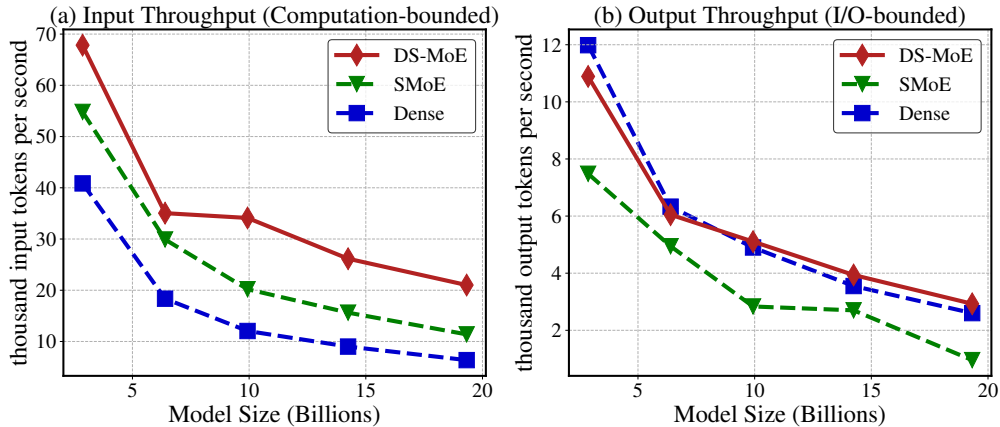 (a) Input Throughput (Computation-bounded)
thousand input tokens per second
70
60
50
40
30
20
10
5
10
15
20
Model Size (Billions)
DS-MoE
SMoE
Dense
(b) Output Throughput (I/O-bounded)
thousand output tokens per second
12
10
8
6
4
2
5
10
15
20
Model Size (Billions)
DS-MoE
SMoE
Dense